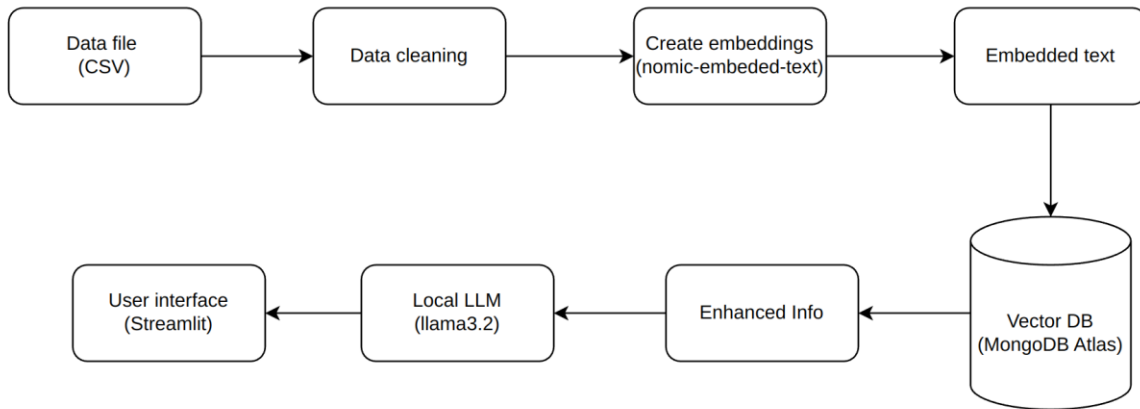 Data file
(CSV)
Data cleaning
Create embeddings
(nomic-embeded-text)
Embedded text
User interface
(Streamlit)
Local LLM
(llama3.2)
Enhanced Info
Vector DB
(MongoDB Atlas)